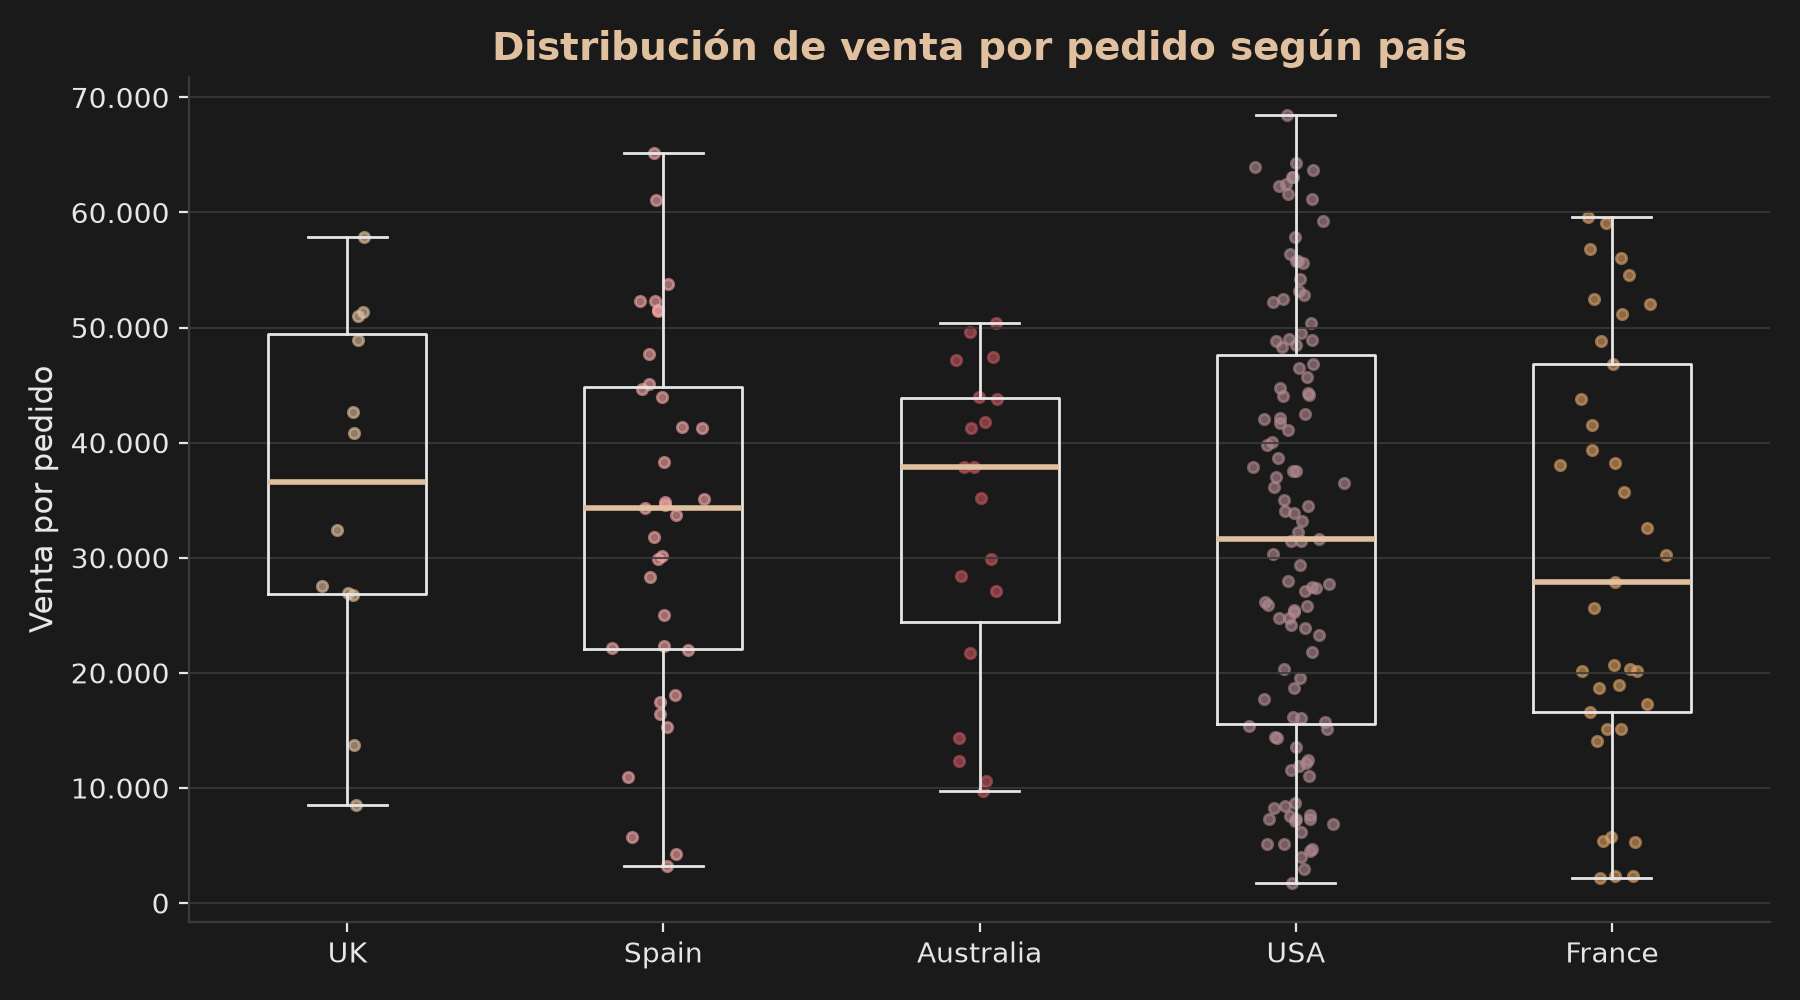 Distribución de venta por pedido según país
Venta por pedido
70.000
60.000
50.000
40.000
30.000
20.000
10.000
0
UK
Spain
Australia
USA
France